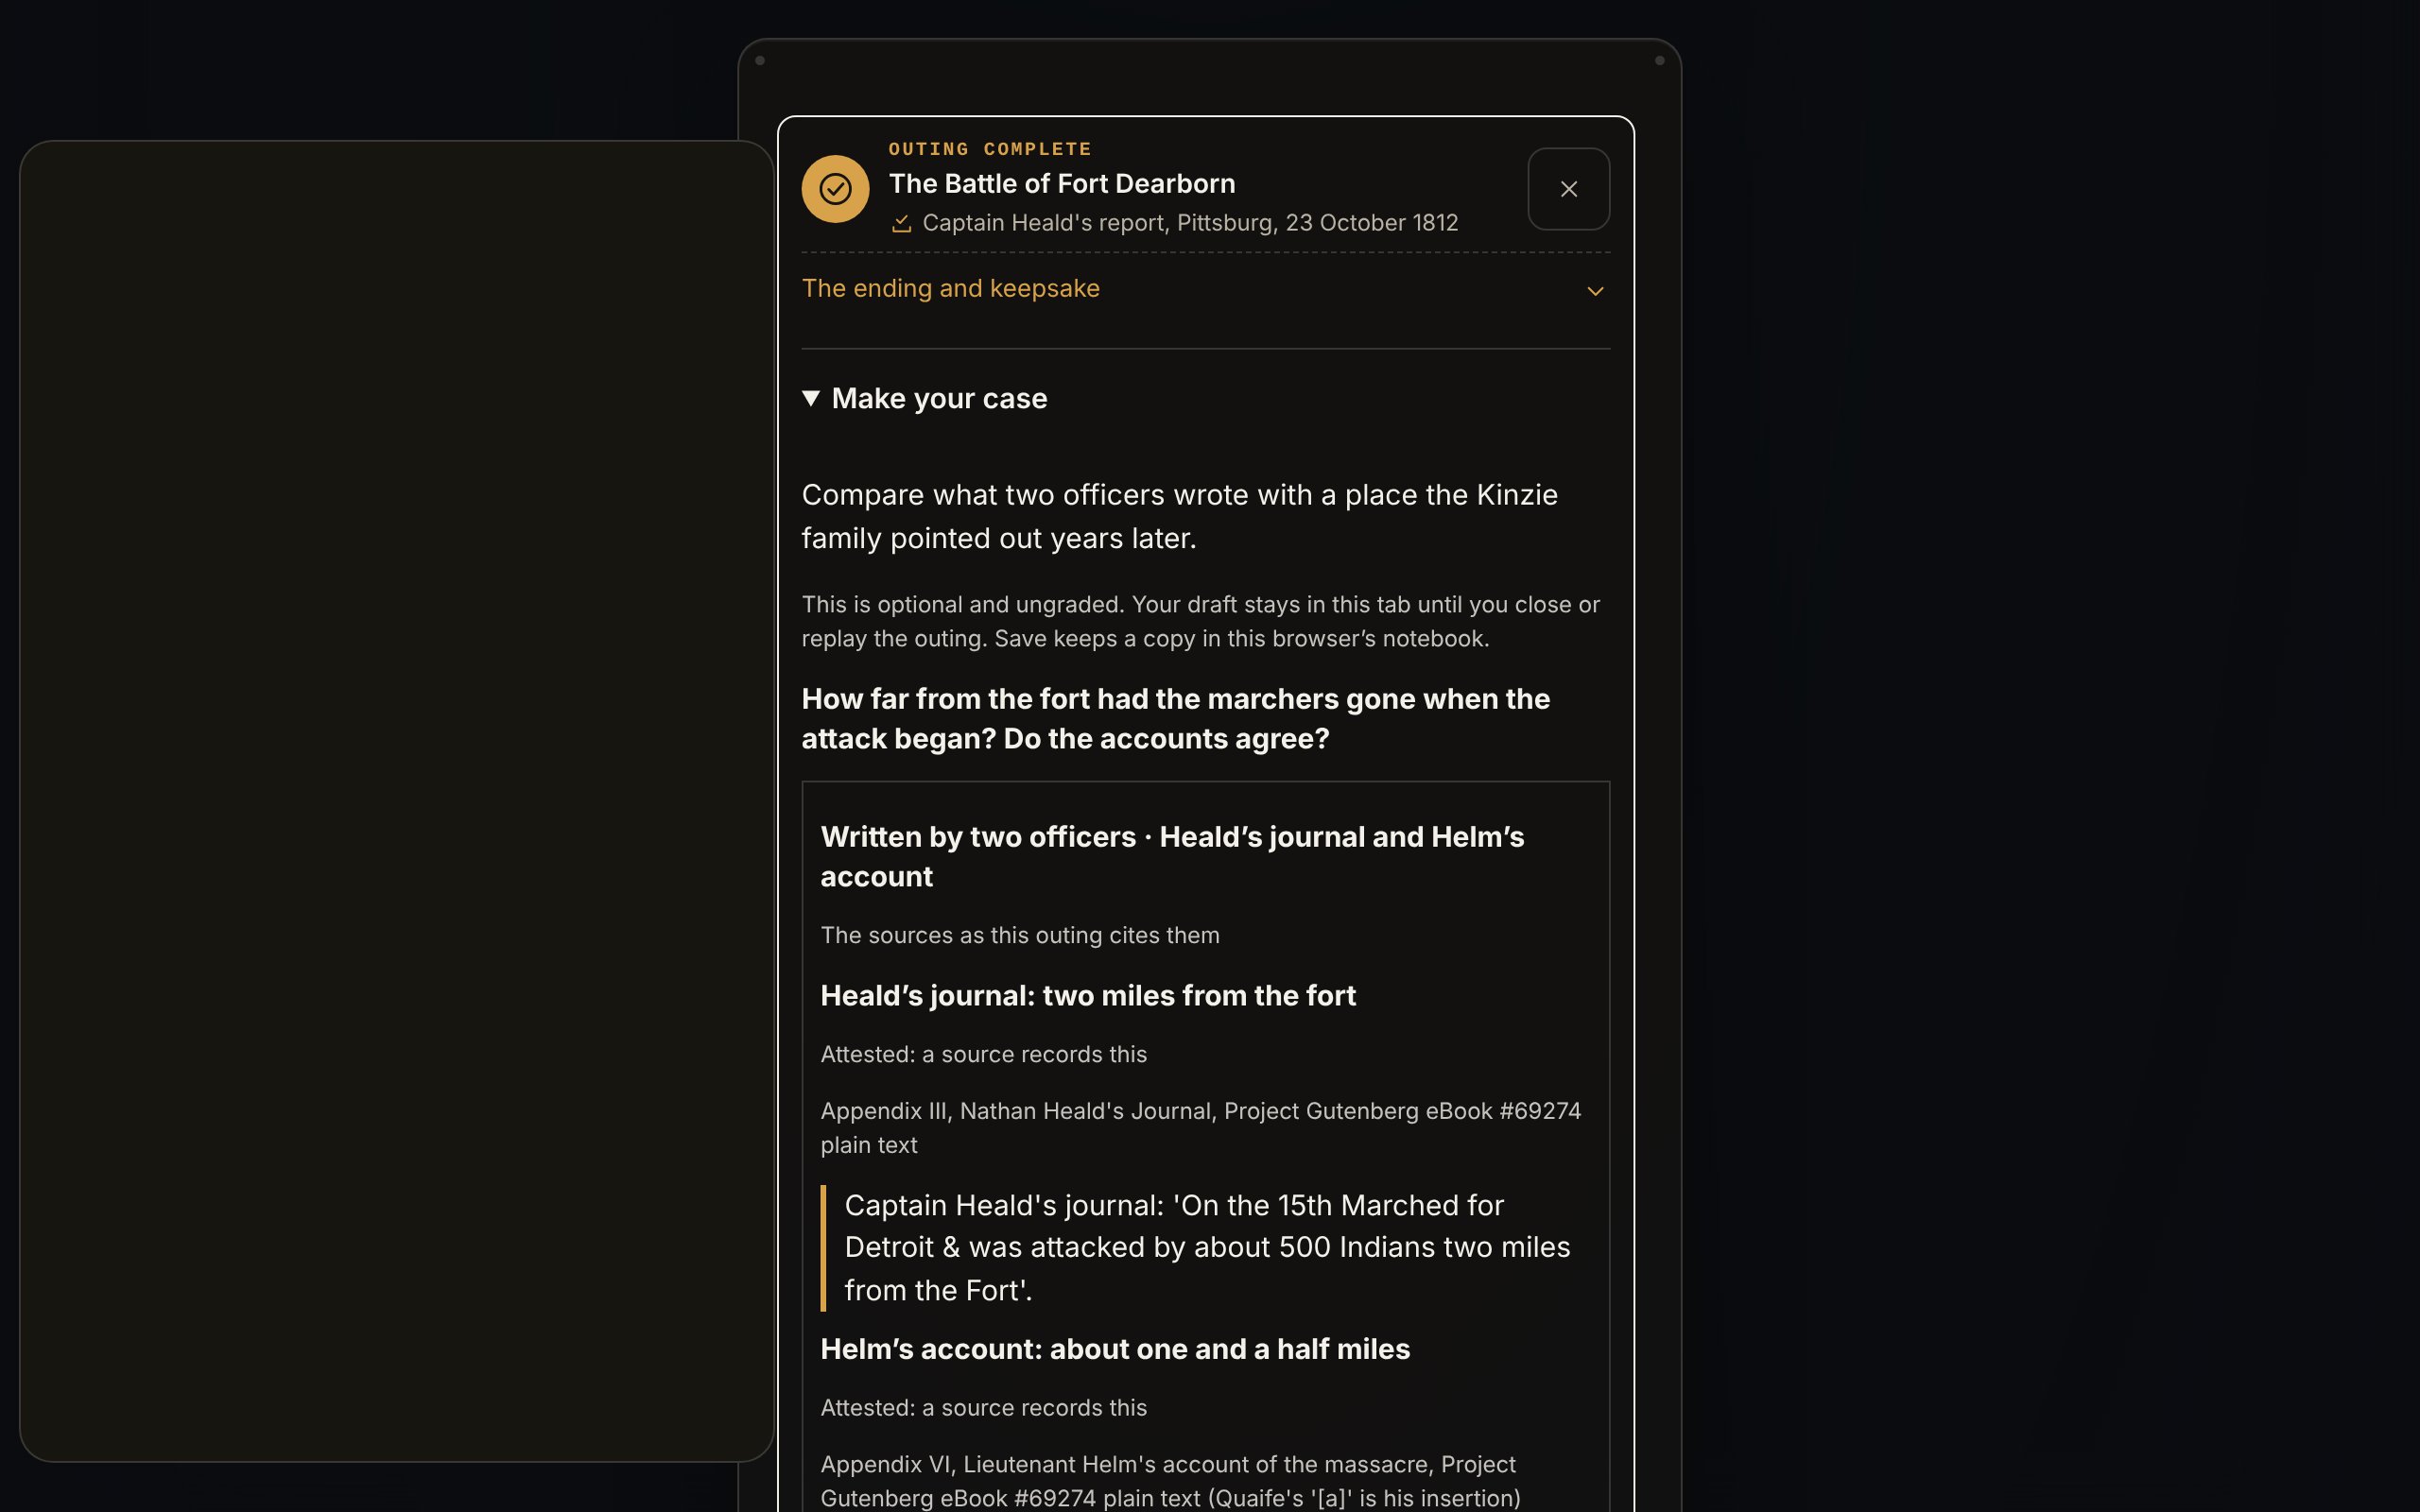 OUTING COMPLETE
The Battle of Fort Dearborn
Captain Heald's report, Pittsburg, 23 October 1812
The ending and keepsake
Make your case
Compare what two officers wrote with a place the Kinzie
family pointed out years later.
This is optional and ungraded. Your draft stays in this tab until you close or
replay the outing. Save keeps a copy in this browser’s notebook.
How far from the fort had the marchers gone when the
attack began? Do the accounts agree?
Written by two officers · Heald’s journal and Helm’s
account
The sources as this outing cites them
Heald’s journal: two miles from the fort
Attested: a source records this
Appendix III, Nathan Heald's Journal, Project Gutenberg eBook #69274
plain text
Captain Heald's journal: 'On the 15th Marched for
Detroit & was attacked by about 500 Indians two miles
from the Fort'.
Helm’s account: about one and a half miles
Attested: a source records this
Appendix VI, Lieutenant Helm's account of the massacre, Project
Gutenberg eBook #69274 plain text (Quaife's '[a]' is his insertion)